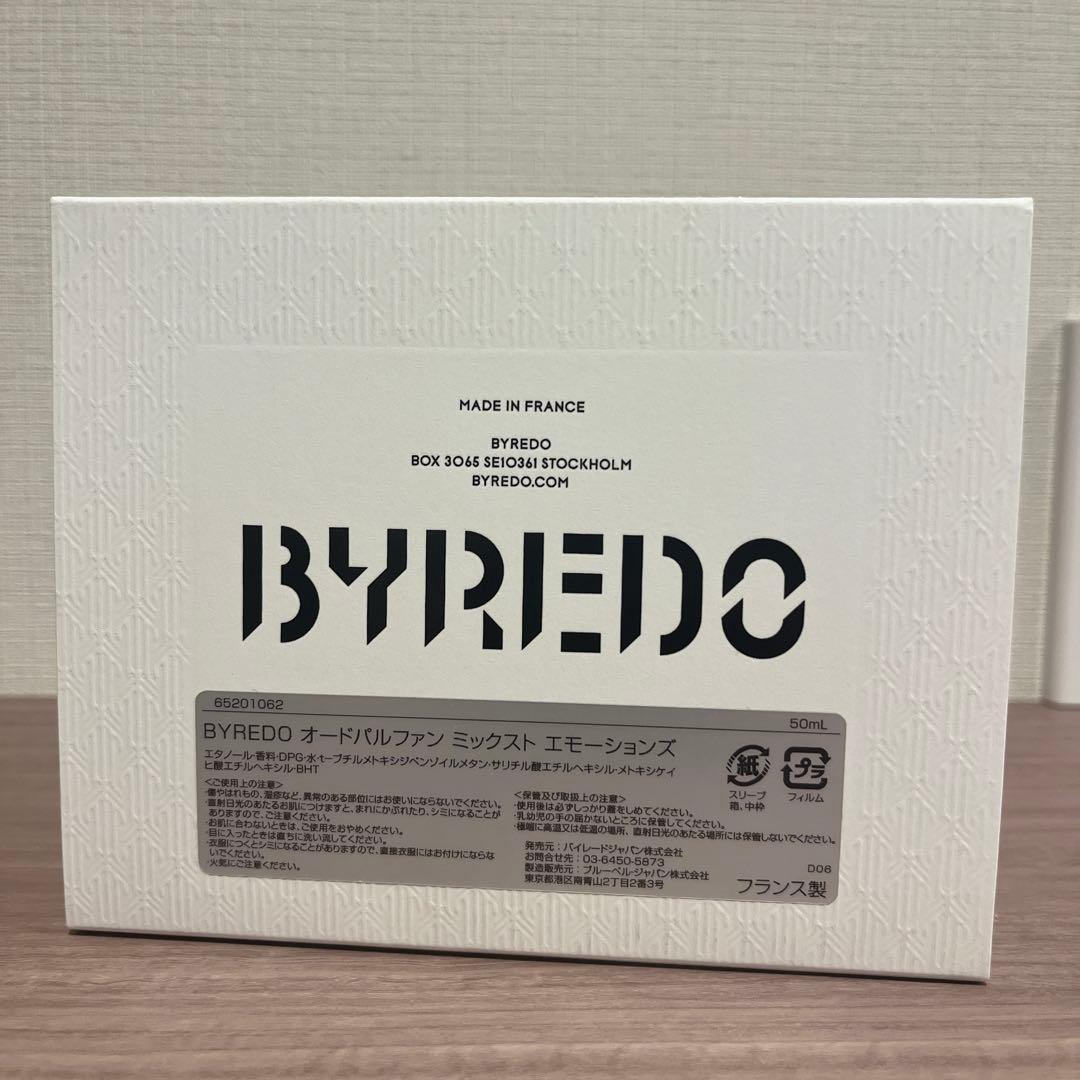 MADE IN FRANCE
BYREDO
BOX 3065 SE10361 STOCKHOLM
BYREDO.COM
BYREDO
65201062
50mL
BYREDO オードパルファン ミックスト エモーションズ
エタノール・香料・DPG・水・t-ブチルメトキシジベンゾイルメタン・サリチル酸エチルヘキシル・メトキシケイ
ヒ酸エチルヘキシル・BHT
<ご使用上の注意>
・傷やはれもの、湿疹など、異常のある部位にはお使いにならないでください。
・直射日光のあたるお肌につけますと、まれにかぶれたり、シミになることが
ありますので、ご注意ください。
・お肌に合わないときは、ご使用をおやめください。
・目に入ったときは直ちに洗い流してください。
・衣服につくとシミになることがありますので、直接衣服にはお付けにならな
いでください。
・火気にご注意ください。
<保管及び取扱上の注意>
・使用後は必ずしっかり蓋をしめてください。
・乳幼児の手の届かないところに保管してください。
・極端に高温又は低温の場所、直射日光のあたる場所には保管しないでください。
発売元：バイレードジャパン株式会社
お問合せ先：03-6450-5873
製造販売元：ブルーベル・ジャパン株式会社
東京都港区南青山2丁目2番3号
紙
スリーブ
箱、中枠
プラ
フィルム
D06
フランス製